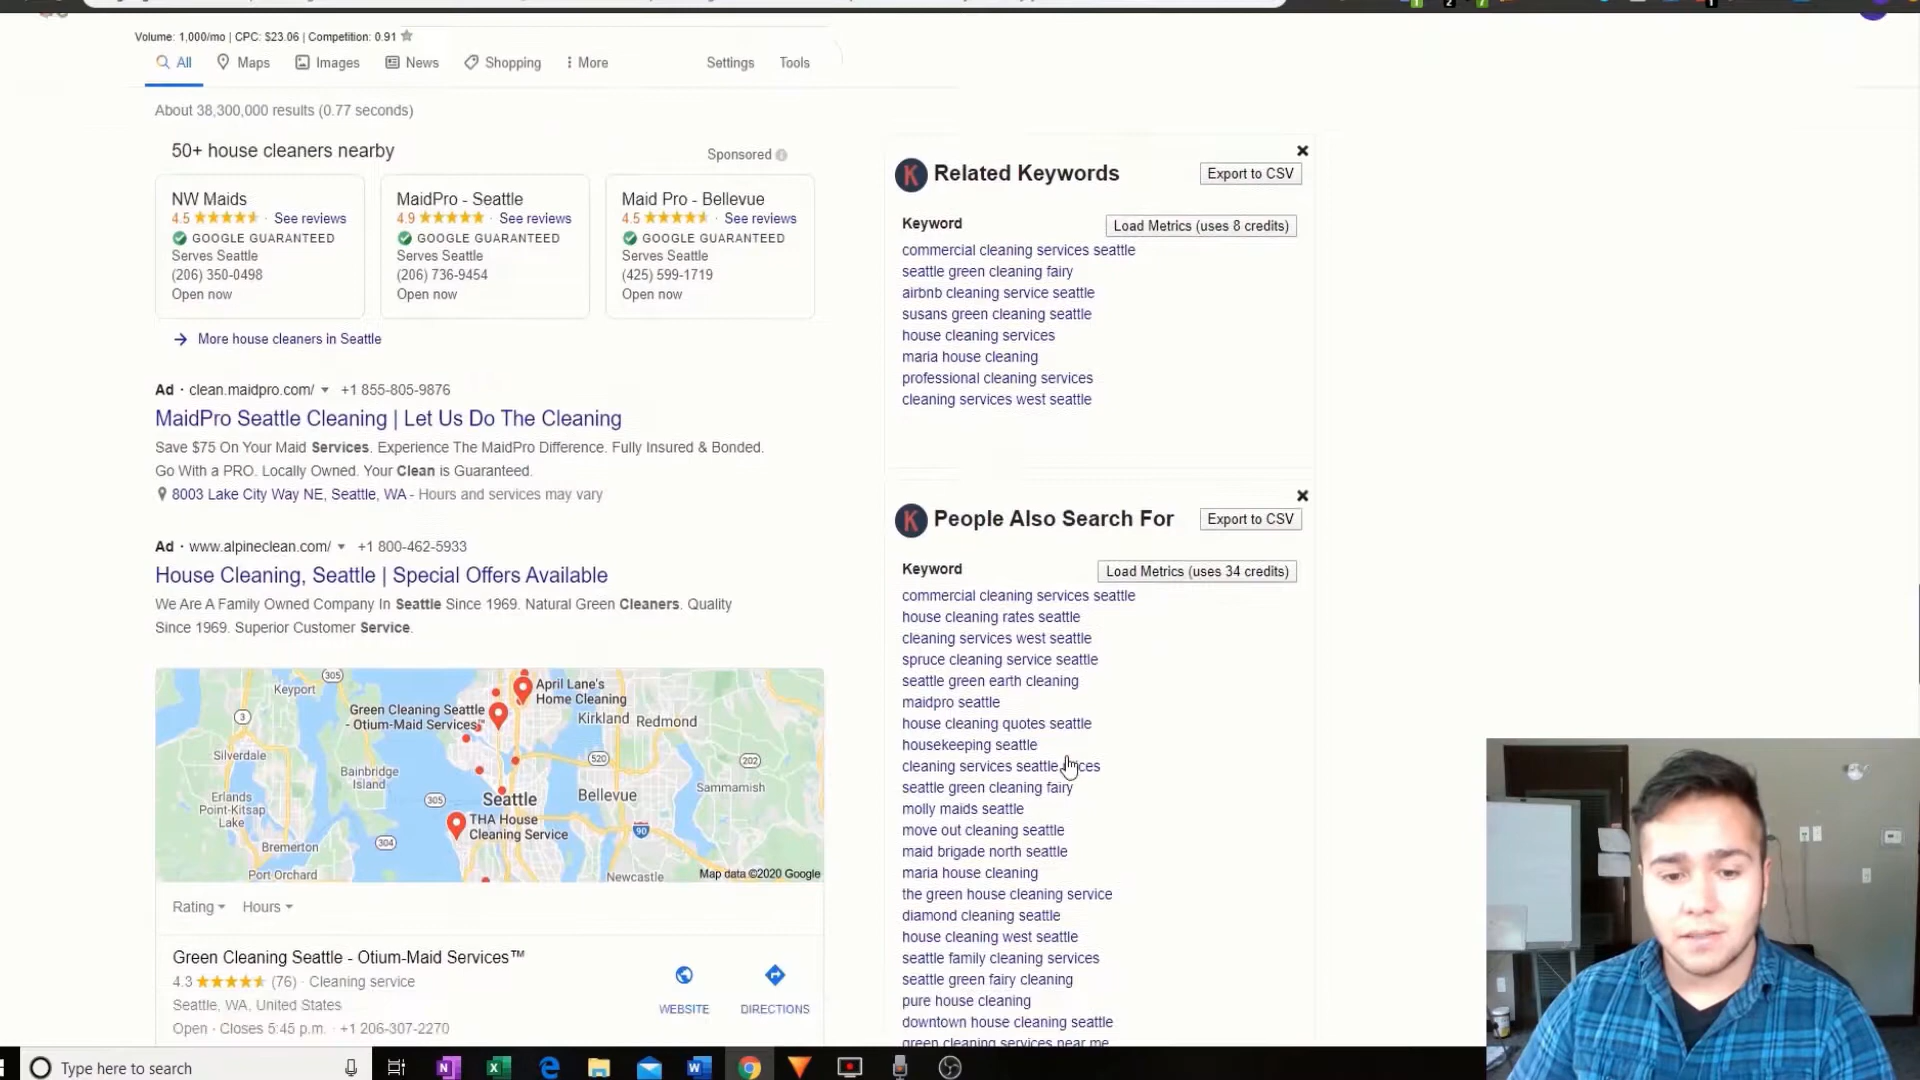 Volume: 1,000/mo | CPC: $23.06 | Competition: 0.91
All Maps Images News Shopping More Settings Tools
About 38,300,000 results (0.77 seconds)
50+ house cleaners nearby
Sponsored
NW Maids
4.5 · See reviews
GOOGLE GUARANTEED
Serves Seattle
(206) 350-0498
Open now
MaidPro - Seattle
4.9 · See reviews
GOOGLE GUARANTEED
Serves Seattle
(206) 736-9454
Open now
Maid Pro - Bellevue
4.5 · See reviews
GOOGLE GUARANTEED
Serves Seattle
(425) 599-1719
Open now
More house cleaners in Seattle
Ad · clean.maidpro.com/ +1 855-805-9876
MaidPro Seattle Cleaning | Let Us Do The Cleaning
Save $75 On Your Maid Services. Experience The MaidPro Difference. Fully Insured & Bonded.
Go With a PRO. Locally Owned. Your Clean is Guaranteed.
8003 Lake City Way NE, Seattle, WA - Hours and services may vary
Ad · www.alpineclean.com/ +1 800-462-5933
House Cleaning, Seattle | Special Offers Available
We Are A Family Owned Company In Seattle Since 1969. Natural Green Cleaners. Quality
Since 1969. Superior Customer Service.
305
Keyport
April Lane's
Home Cleaning
Green Cleaning Seattle
- Otium-Maid Services™
Kirkland
Redmond
3
Silverdale
520
202
Bainbridge
Island
Sammamish
Erlands
Point-Kitsap
Lake
305
Seattle
Bellevue
THA House
Cleaning Service
90
304
Bremerton
Port Orchard
Newcastle
Map data ©2020 Google
Rating Hours
Green Cleaning Seattle - Otium-Maid Services™
4.3 (76) · Cleaning service
Seattle, WA, United States
Open · Closes 5:45 p.m. · +1 206-307-2270
WEBSITE
DIRECTIONS
K
Related Keywords
Export to CSV
Keyword
Load Metrics (uses 8 credits)
commercial cleaning services seattle
seattle green cleaning fairy
airbnb cleaning service seattle
susans green cleaning seattle
house cleaning services
maria house cleaning
professional cleaning services
cleaning services west seattle
K
People Also Search For
Export to CSV
Keyword
Load Metrics (uses 34 credits)
commercial cleaning services seattle
house cleaning rates seattle
cleaning services west seattle
spruce cleaning service seattle
seattle green earth cleaning
maidpro seattle
house cleaning quotes seattle
housekeeping seattle
cleaning services seattle
seattle green cleaning fairy
molly maids seattle
move out cleaning seattle
maid brigade north seattle
maria house cleaning
the green house cleaning service
diamond cleaning seattle
house cleaning west seattle
seattle family cleaning services
seattle green fairy cleaning
pure house cleaning
downtown house cleaning seattle
green cleaning services near me
Type here to search